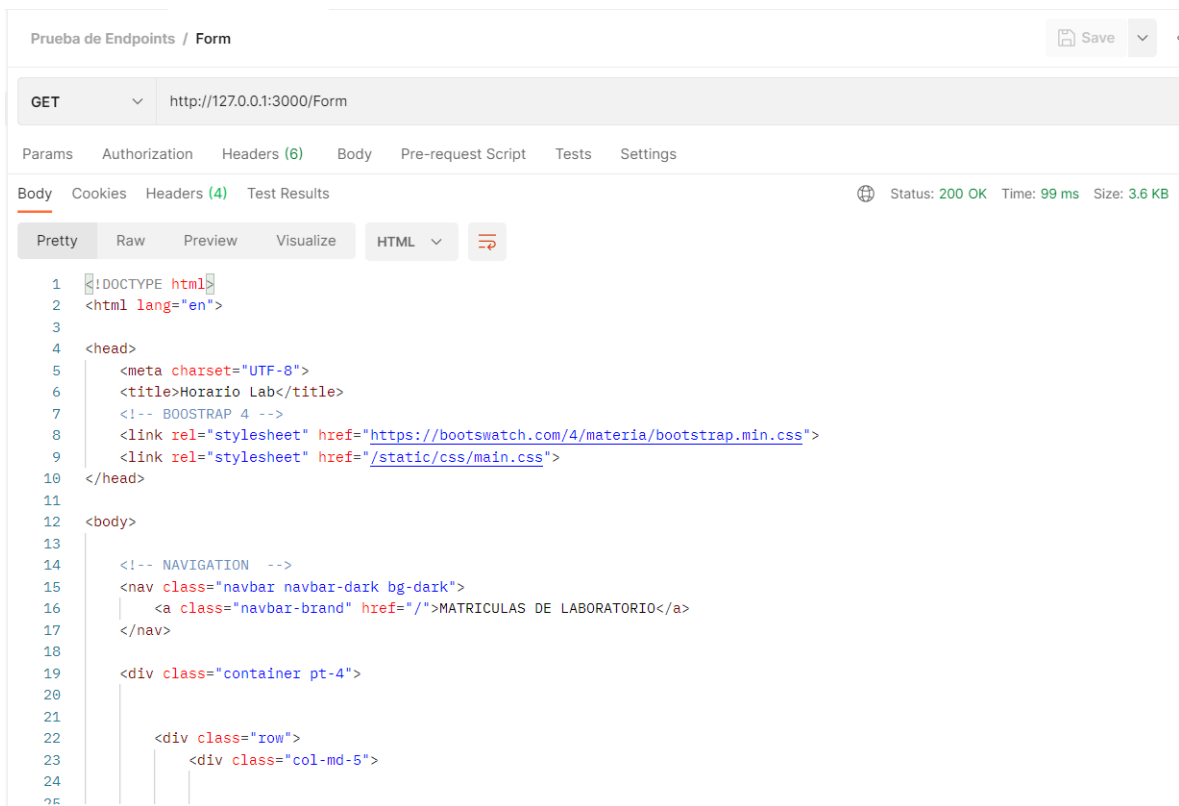 Prueba de Endpoints / Form
Save
GET http://127.0.0.1:3000/Form
Params Authorization Headers (6) Body Pre-request Script Tests Settings
Body Cookies Headers (4) Test Results Status: 200 OK Time: 99 ms Size: 3.6 KB
Pretty Raw Preview Visualize HTML
1 <!DOCTYPE html>
2 <html lang="en">
3
4 <head>
5 <meta charset="UTF-8">
6 <title>Horario Lab</title>
7 <!-- BOOSTRAP 4 -->
8 <link rel="stylesheet" href="https://bootswatch.com/4/materia/bootstrap.min.css">
9 <link rel="stylesheet" href="/static/css/main.css">
10 </head>
11
12 <body>
13
14 <!-- NAVIGATION  -->
15 <nav class="navbar navbar-dark bg-dark">
16 <a class="navbar-brand" href="/">MATRICULAS DE LABORATORIO</a>
17 </nav>
18
19 <div class="container pt-4">
20
21
22 <div class="row">
23 <div class="col-md-5">
24
25